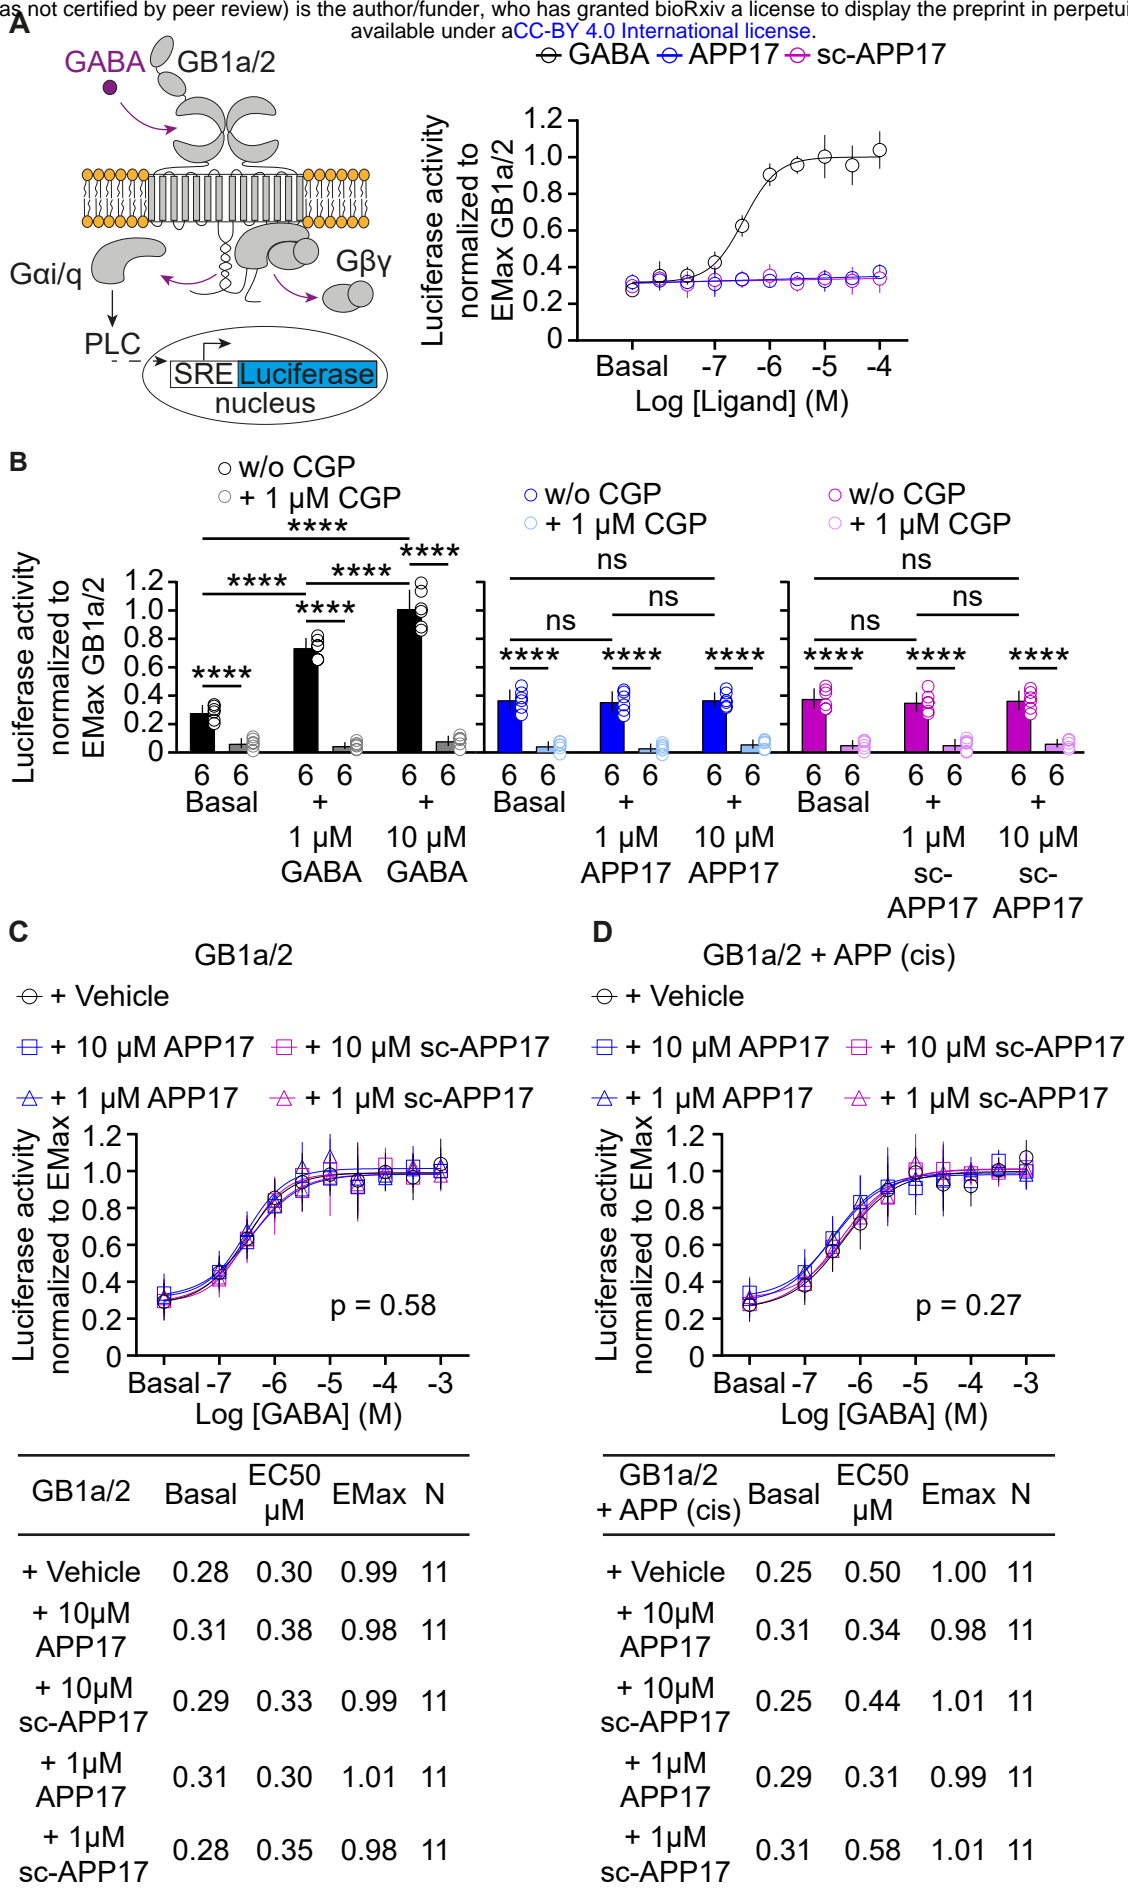 as not certified by peer review) is the author/funder, who has granted bioRxiv a license to display the preprint in perpetui
available under aCC-BY 4.0 International license.
A
GABA
GB1a/2
Gαi/q
Gβγ
PLC
SRE Luciferase
nucleus
GABA APP17 sc-APP17
Luciferase activity
normalized to
EMax GB1a/2
1.2
1.0
0.8
0.6
0.4
0.2
0
Basal -7 -6 -5 -4
Log [Ligand] (M)
B
w/o CGP
+ 1 µM CGP
w/o CGP
+ 1 µM CGP
w/o CGP
+ 1 µM CGP
Luciferase activity
normalized to
EMax GB1a/2
1.2
1.0
0.8
0.6
0.4
0.2
0
****
**** ****
****
****
****
ns
ns
ns
**** **** ****
ns
ns
ns
**** **** ****
6 6 6 6 6 6 6 6 6 6 6 6 6 6 6 6 6 6
Basal + + Basal + + Basal + +
1 µM 10 µM 1 µM 10 µM 1 µM 10 µM
GABA GABA APP17 APP17 sc- sc-
APP17 APP17
C
GB1a/2
+ Vehicle
+ 10 µM APP17 + 10 µM sc-APP17
+ 1 µM APP17 + 1 µM sc-APP17
Luciferase activity
normalized to EMax
1.2
1.0
0.8
0.6
0.4
0.2
0
p = 0.58
Basal -7 -6 -5 -4 -3
Log [GABA] (M)
GB1a/2 Basal EC50 µM EMax N
+ Vehicle 0.28 0.30 0.99 11
+ 10µM
APP17 0.31 0.38 0.98 11
+ 10µM
sc-APP17 0.29 0.33 0.99 11
+ 1µM
APP17 0.31 0.30 1.01 11
+ 1µM
sc-APP17 0.28 0.35 0.98 11
D
GB1a/2 + APP (cis)
+ Vehicle
+ 10 µM APP17 + 10 µM sc-APP17
+ 1 µM APP17 + 1 µM sc-APP17
Luciferase activity
normalized to EMax
1.2
1.0
0.8
0.6
0.4
0.2
0
p = 0.27
Basal -7 -6 -5 -4 -3
Log [GABA] (M)
GB1a/2
+ APP (cis) Basal EC50 µM Emax N
+ Vehicle 0.25 0.50 1.00 11
+ 10µM
APP17 0.31 0.34 0.98 11
+ 10µM
sc-APP17 0.25 0.44 1.01 11
+ 1µM
APP17 0.29 0.31 0.99 11
+ 1µM
sc-APP17 0.31 0.58 1.01 11